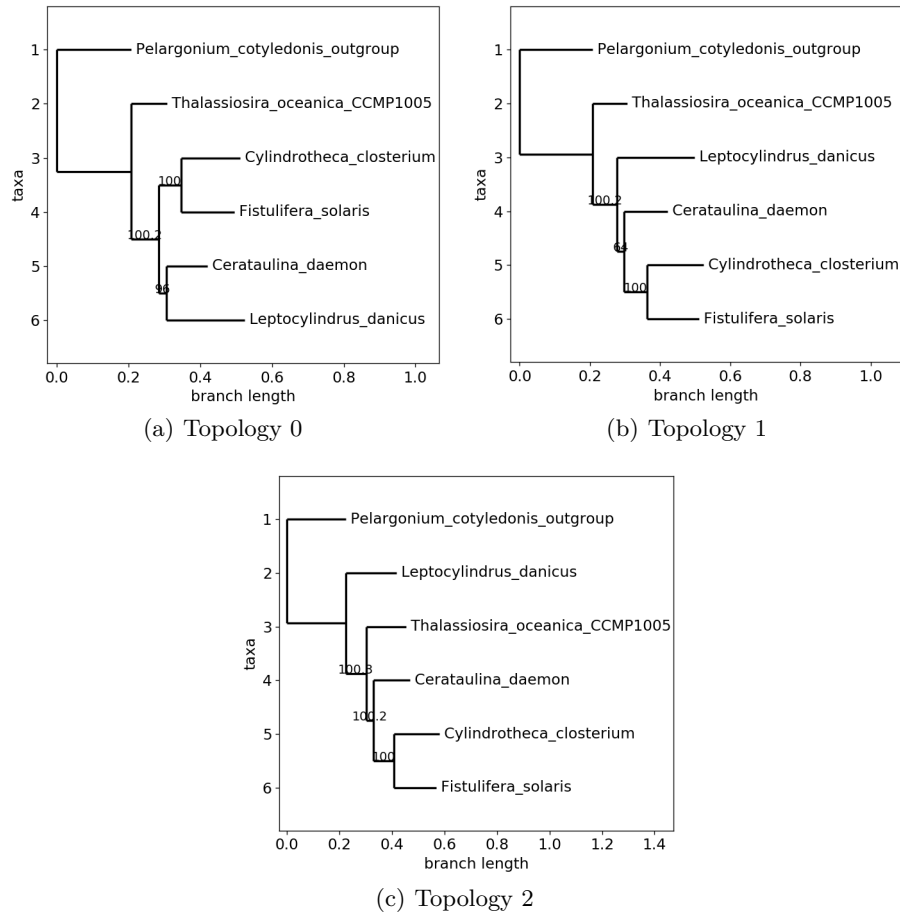 1
Pelargonium_cotyledonis_outgroup
2
Thalassiosira_oceanica_CCMP1005
3
Cylindrotheca_closterium
100
taxa
4
Fistulifera_solaris
100.2
5
Cerataulina_daemon
96
6
Leptocylindrus_danicus
0.0 0.2 0.4 0.6 0.8 1.0
branch length
(a) Topology 0
1
Pelargonium_cotyledonis_outgroup
2
Thalassiosira_oceanica_CCMP1005
3
Leptocylindrus_danicus
taxa
100.2
4
Cerataulina_daemon
64
5
Cylindrotheca_closterium
100
6
Fistulifera_solaris
0.0 0.2 0.4 0.6 0.8 1.0
branch length
(b) Topology 1
1
Pelargonium_cotyledonis_outgroup
2
Leptocylindrus_danicus
3
Thalassiosira_oceanica_CCMP1005
taxa
100.3
4
Cerataulina_daemon
100.2
5
Cylindrotheca_closterium
100
6
Fistulifera_solaris
0.0 0.2 0.4 0.6 0.8 1.0 1.2 1.4
branch length
(c) Topology 2